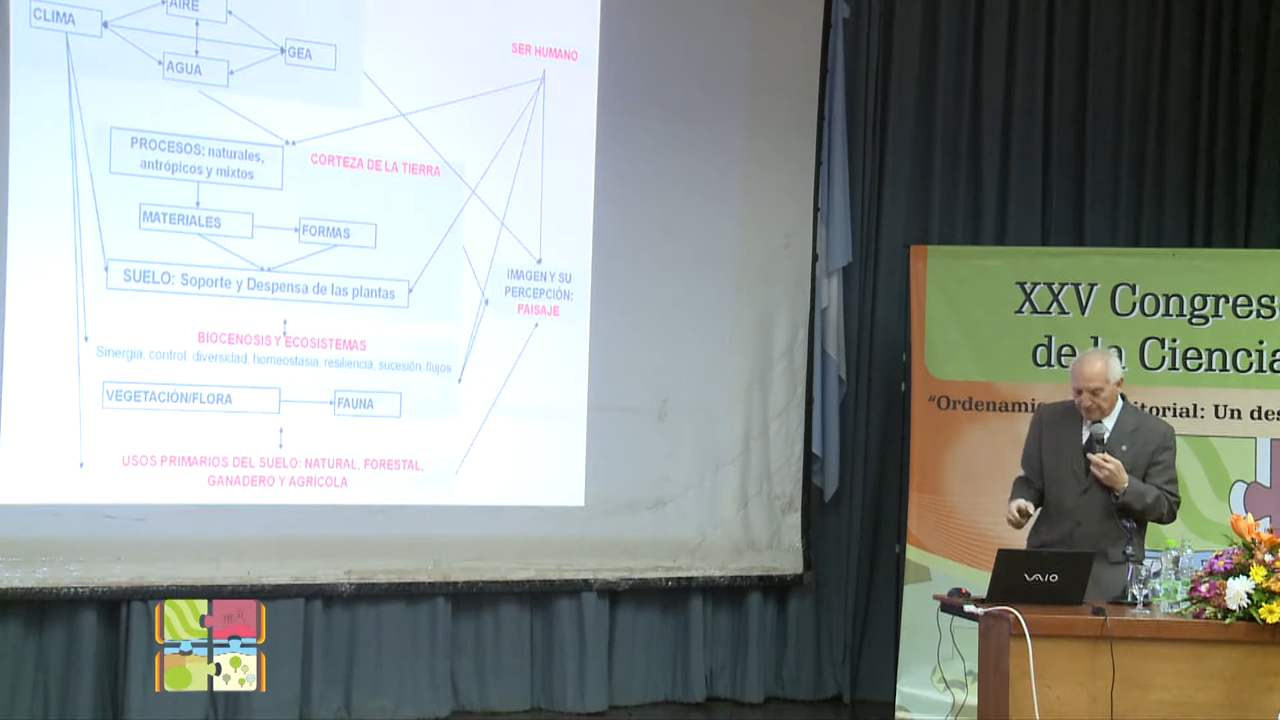 AIRE
CLIMA
GEA
AGUA
SER HUMANO
PROCESOS: naturales,
antrópicos y mixtos
CORTEZA DE LA TIERRA
MATERIALES
FORMAS
SUELO: Soporte y Despensa de las plantas
IMAGEN Y SU
PERCEPCIÓN:
PAISAJE
BIOCENOSIS Y ECOSISTEMAS
Sinergia, control, diversidad, homeostasia, resiliencia, sucesión, flujos
VEGETACIÓN/FLORA
FAUNA
USOS PRIMARIOS DEL SUELO: NATURAL, FORESTAL,
GANADERO Y AGRÍCOLA
XXV Congres
de la Ciencia
“Ordenami itorial: Un des
VAIO